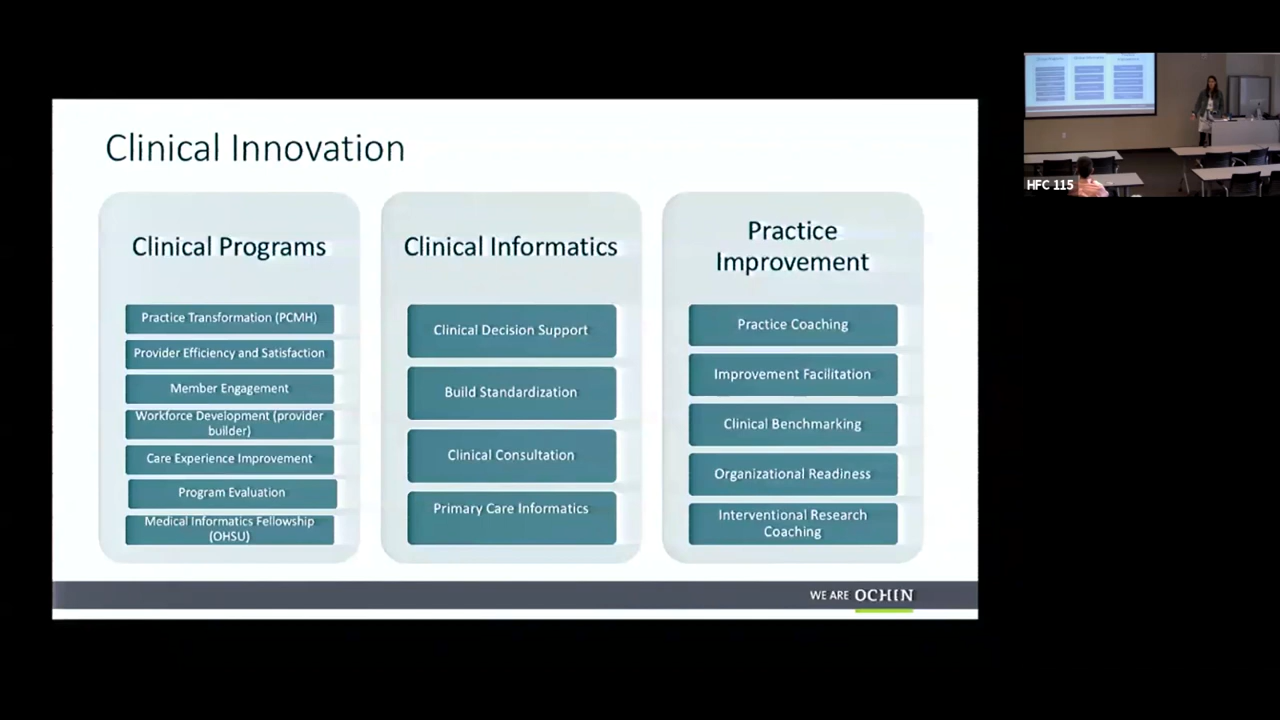 Clinical Innovation
Clinical Programs
Practice Transformation (PCMH)
Provider Efficiency and Satisfaction
Member Engagement
Workforce Development (provider
builder)
Care Experience Improvement
Program Evaluation
Medical Informatics Fellowship
(OHSU)
Clinical Informatics
Clinical Decision Support
Build Standardization
Clinical Consultation
Primary Care Informatics
Practice
Improvement
Practice Coaching
Improvement Facilitation
Clinical Benchmarking
Organizational Readiness
Interventional Research
Coaching
WE ARE OCHIN
HFC 115